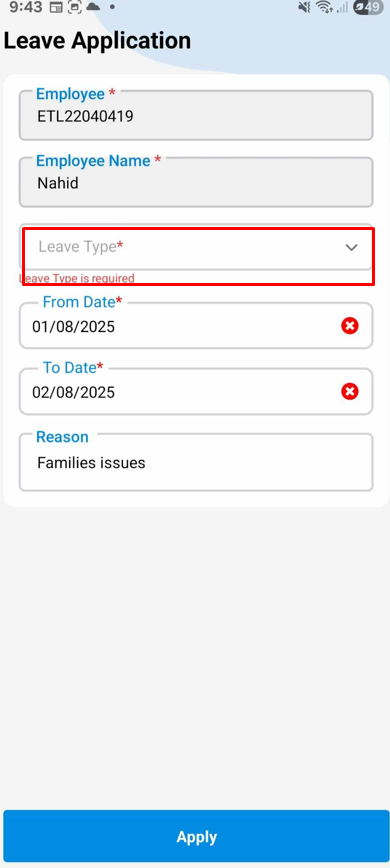 9:43
49
Leave Application
Employee *
ETL22040419
Employee Name *
Nahid
Leave Type*
Leave Type is required
From Date*
01/08/2025
To Date*
02/08/2025
Reason
Families issues
Apply